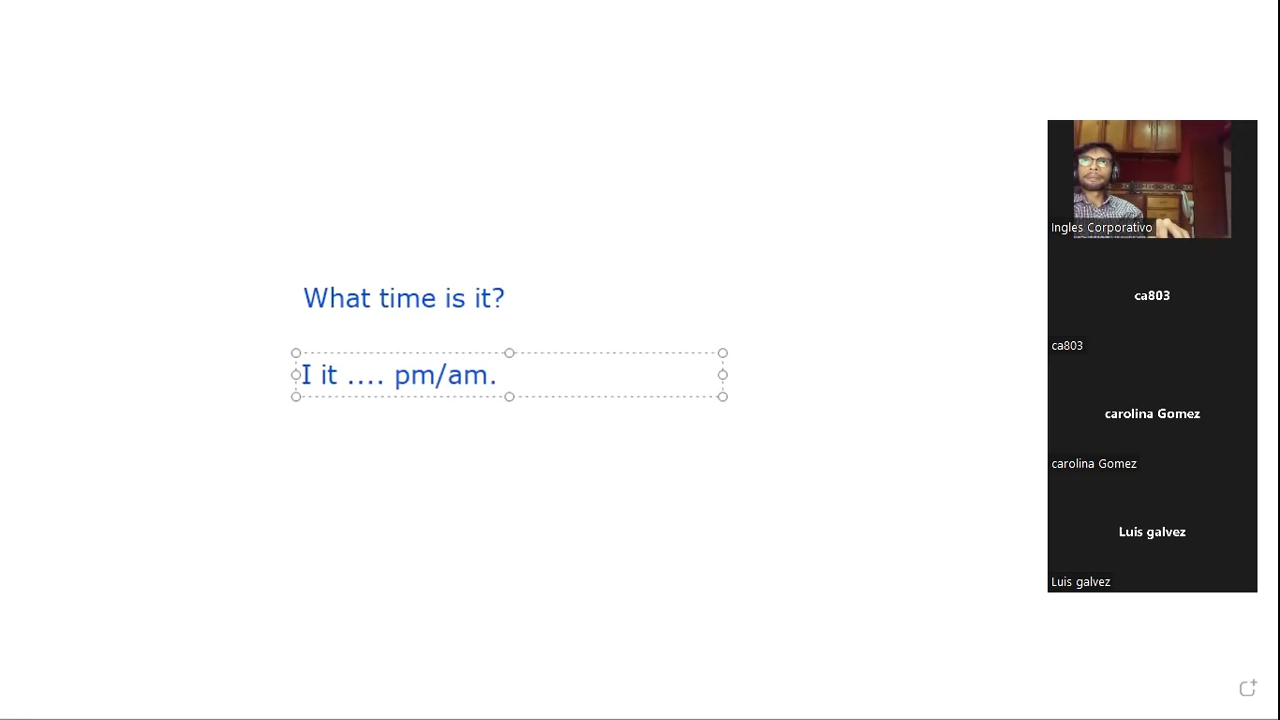 What time is it?
I it .... pm/am.
Ingles Corporativo
ca803
ca803
carolina Gomez
carolina Gomez
Luis galvez
Luis galvez